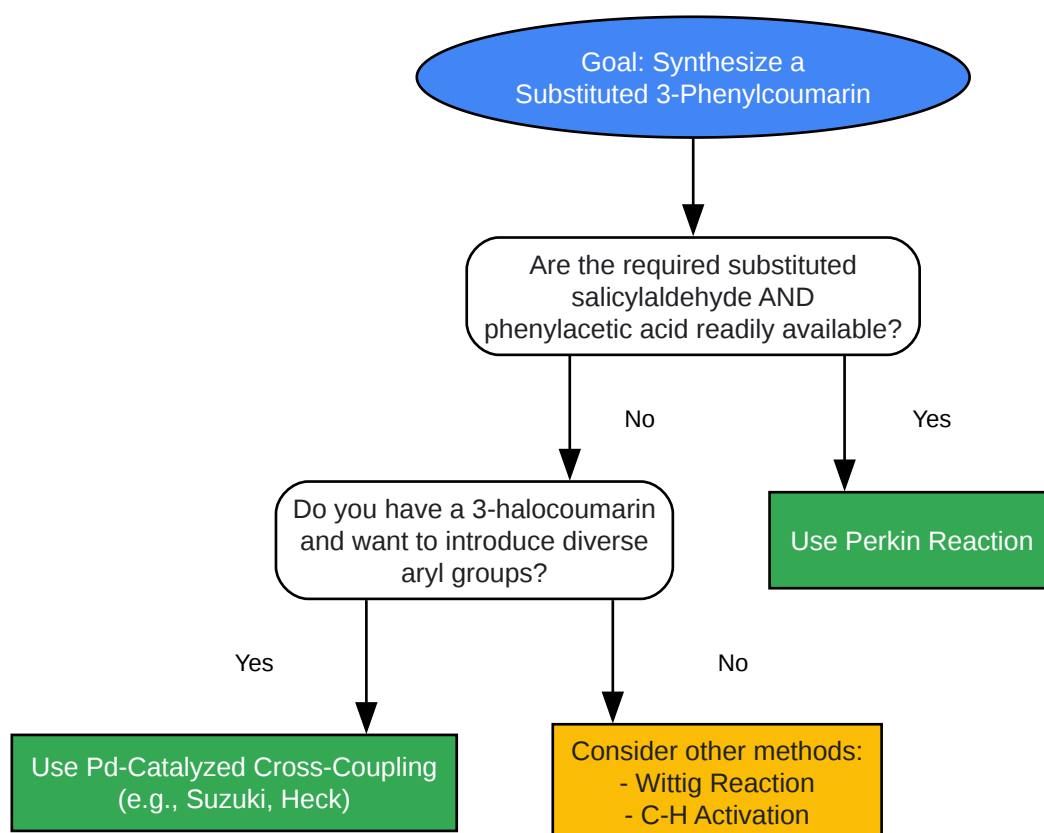 Goal: Synthesize a
Substituted 3-Phenylcoumarin
Are the required substituted
salicylaldehyde AND
phenylacetic acid readily available?
No
Yes
Do you have a 3-halocoumarin
and want to introduce diverse
aryl groups?
Use Perkin Reaction
Yes
No
Use Pd-Catalyzed Cross-Coupling
(e.g., Suzuki, Heck)
Consider other methods:
- Wittig Reaction
- C-H Activation